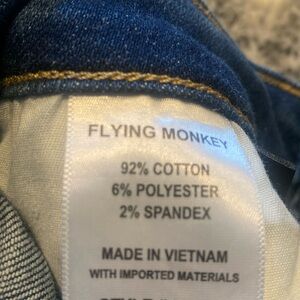 FLYING MONKEY
92% COTTON
6% POLYESTER
2% SPANDEX
MADE IN VIETNAM
WITH IMPORTED MATERIALS